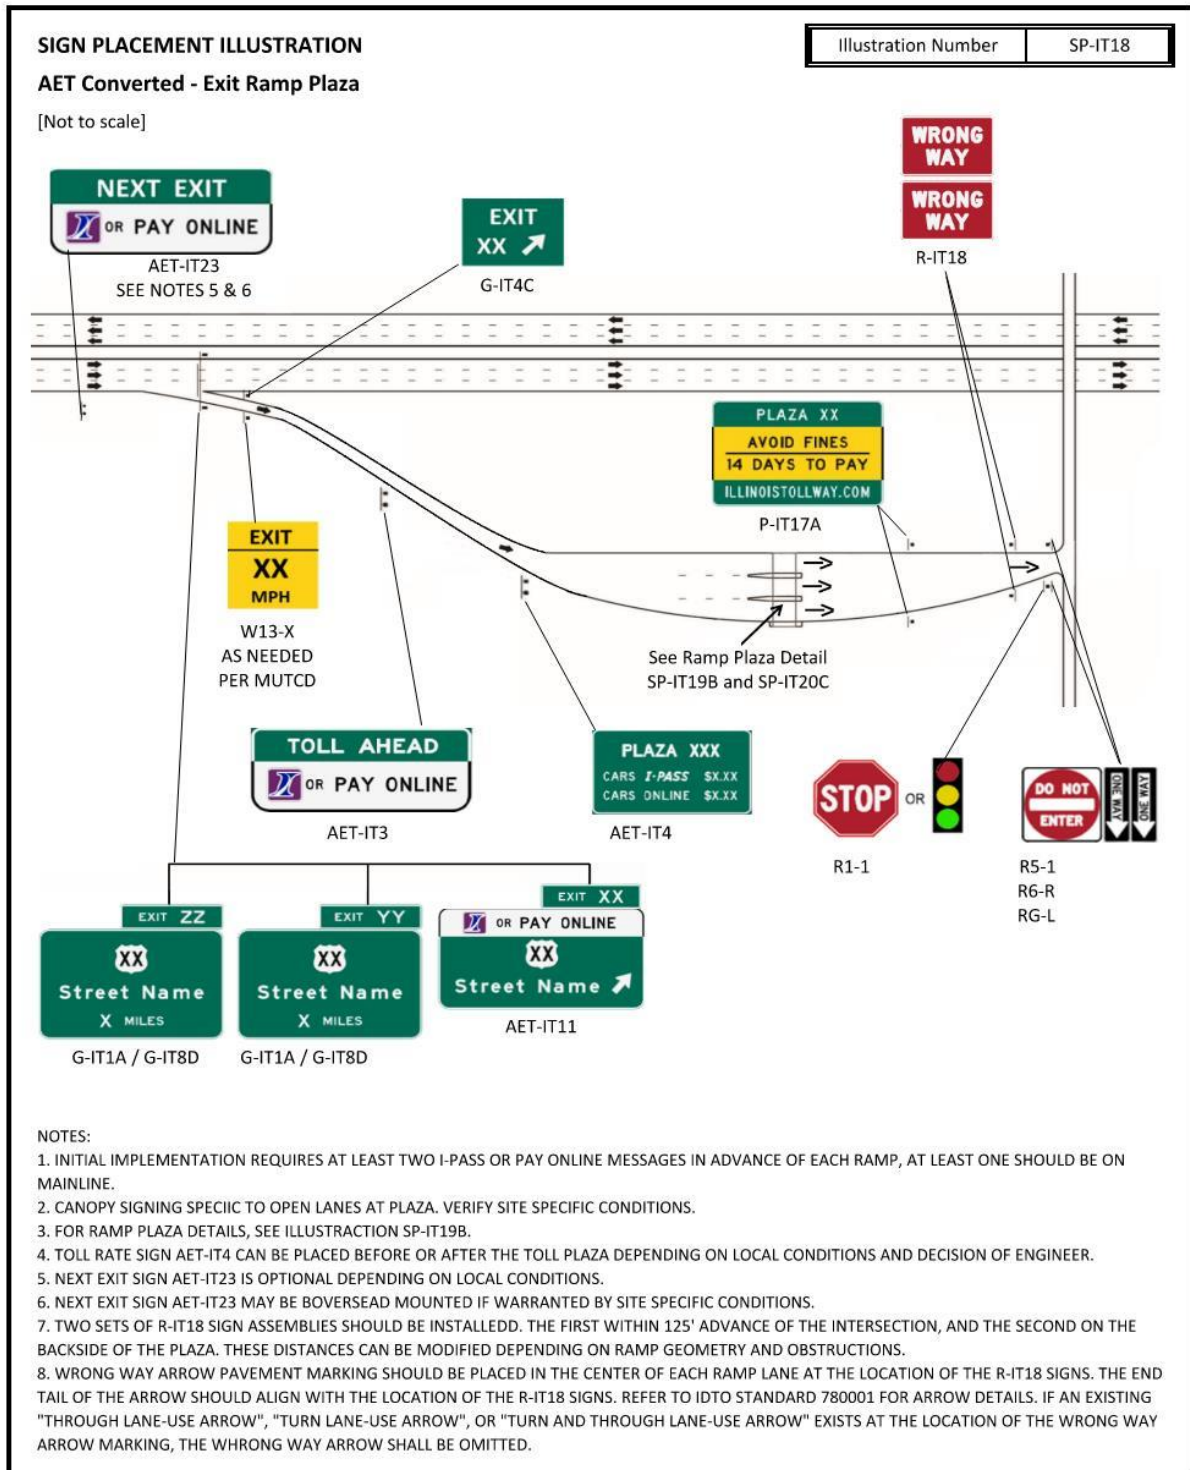 SIGN PLACEMENT ILLUSTRATION
Illustration Number SP-IT18
AET Converted - Exit Ramp Plaza
[Not to scale]
WRONG
WAY
WRONG
WAY
R-IT18
NEXT EXIT
OR PAY ONLINE
AET-IT23
SEE NOTES 5 & 6
EXIT
XX
G-IT4C
PLAZA XX
AVOID FINES
14 DAYS TO PAY
ILLINOISTOLLWAY.COM
P-IT17A
EXIT
XX
MPH
W13-X
AS NEEDED
PER MUTCD
See Ramp Plaza Detail
SP-IT19B and SP-IT20C
TOLL AHEAD
OR PAY ONLINE
AET-IT3
PLAZA XXX
CARS I-PASS $X.XX
CARS ONLINE $X.XX
AET-IT4
STOP
OR
R1-1
DO NOT
ENTER
ONE WAY
ONE WAY
R5-1
R6-R
RG-L
EXIT ZZ
XX
Street Name
X MILES
G-IT1A / G-IT8D
EXIT YY
XX
Street Name
X MILES
G-IT1A / G-IT8D
EXIT XX
OR PAY ONLINE
XX
Street Name
AET-IT11
NOTES:
1. INITIAL IMPLEMENTATION REQUIRES AT LEAST TWO I-PASS OR PAY ONLINE MESSAGES IN ADVANCE OF EACH RAMP, AT LEAST ONE SHOULD BE ON
MAINLINE.
2. CANOPY SIGNING SPECIIC TO OPEN LANES AT PLAZA. VERIFY SITE SPECIFIC CONDITIONS.
3. FOR RAMP PLAZA DETAILS, SEE ILLUSTRACTION SP-IT19B.
4. TOLL RATE SIGN AET-IT4 CAN BE PLACED BEFORE OR AFTER THE TOLL PLAZA DEPENDING ON LOCAL CONDITIONS AND DECISION OF ENGINEER.
5. NEXT EXIT SIGN AET-IT23 IS OPTIONAL DEPENDING ON LOCAL CONDITIONS.
6. NEXT EXIT SIGN AET-IT23 MAY BE BOVERSEAD MOUNTED IF WARRANTED BY SITE SPECIFIC CONDITIONS.
7. TWO SETS OF R-IT18 SIGN ASSEMBLIES SHOULD BE INSTALLEDD. THE FIRST WITHIN 125' ADVANCE OF THE INTERSECTION, AND THE SECOND ON THE
BACKSIDE OF THE PLAZA. THESE DISTANCES CAN BE MODIFIED DEPENDING ON RAMP GEOMETRY AND OBSTRUCTIONS.
8. WRONG WAY ARROW PAVEMENT MARKING SHOULD BE PLACED IN THE CENTER OF EACH RAMP LANE AT THE LOCATION OF THE R-IT18 SIGNS. THE END
TAIL OF THE ARROW SHOULD ALIGN WITH THE LOCATION OF THE R-IT18 SIGNS. REFER TO IDTO STANDARD 780001 FOR ARROW DETAILS. IF AN EXISTING
"THROUGH LANE-USE ARROW", "TURN LANE-USE ARROW", OR "TURN AND THROUGH LANE-USE ARROW" EXISTS AT THE LOCATION OF THE WRONG WAY
ARROW MARKING, THE WHRONG WAY ARROW SHALL BE OMITTED.